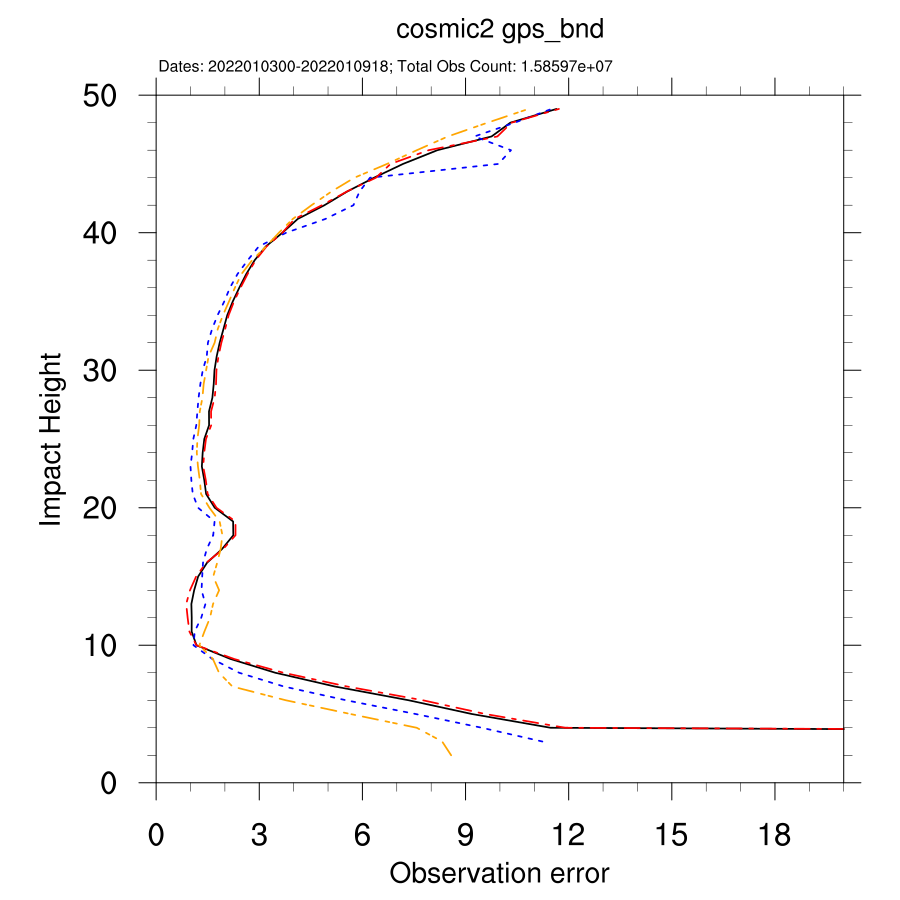 cosmic2 gps_bnd
Dates: 2022010300-2022010918; Total Obs Count: 1.58597e+07
50
40
30
20
10
0
Impact Height
0 3 6 9 12 15 18
Observation error